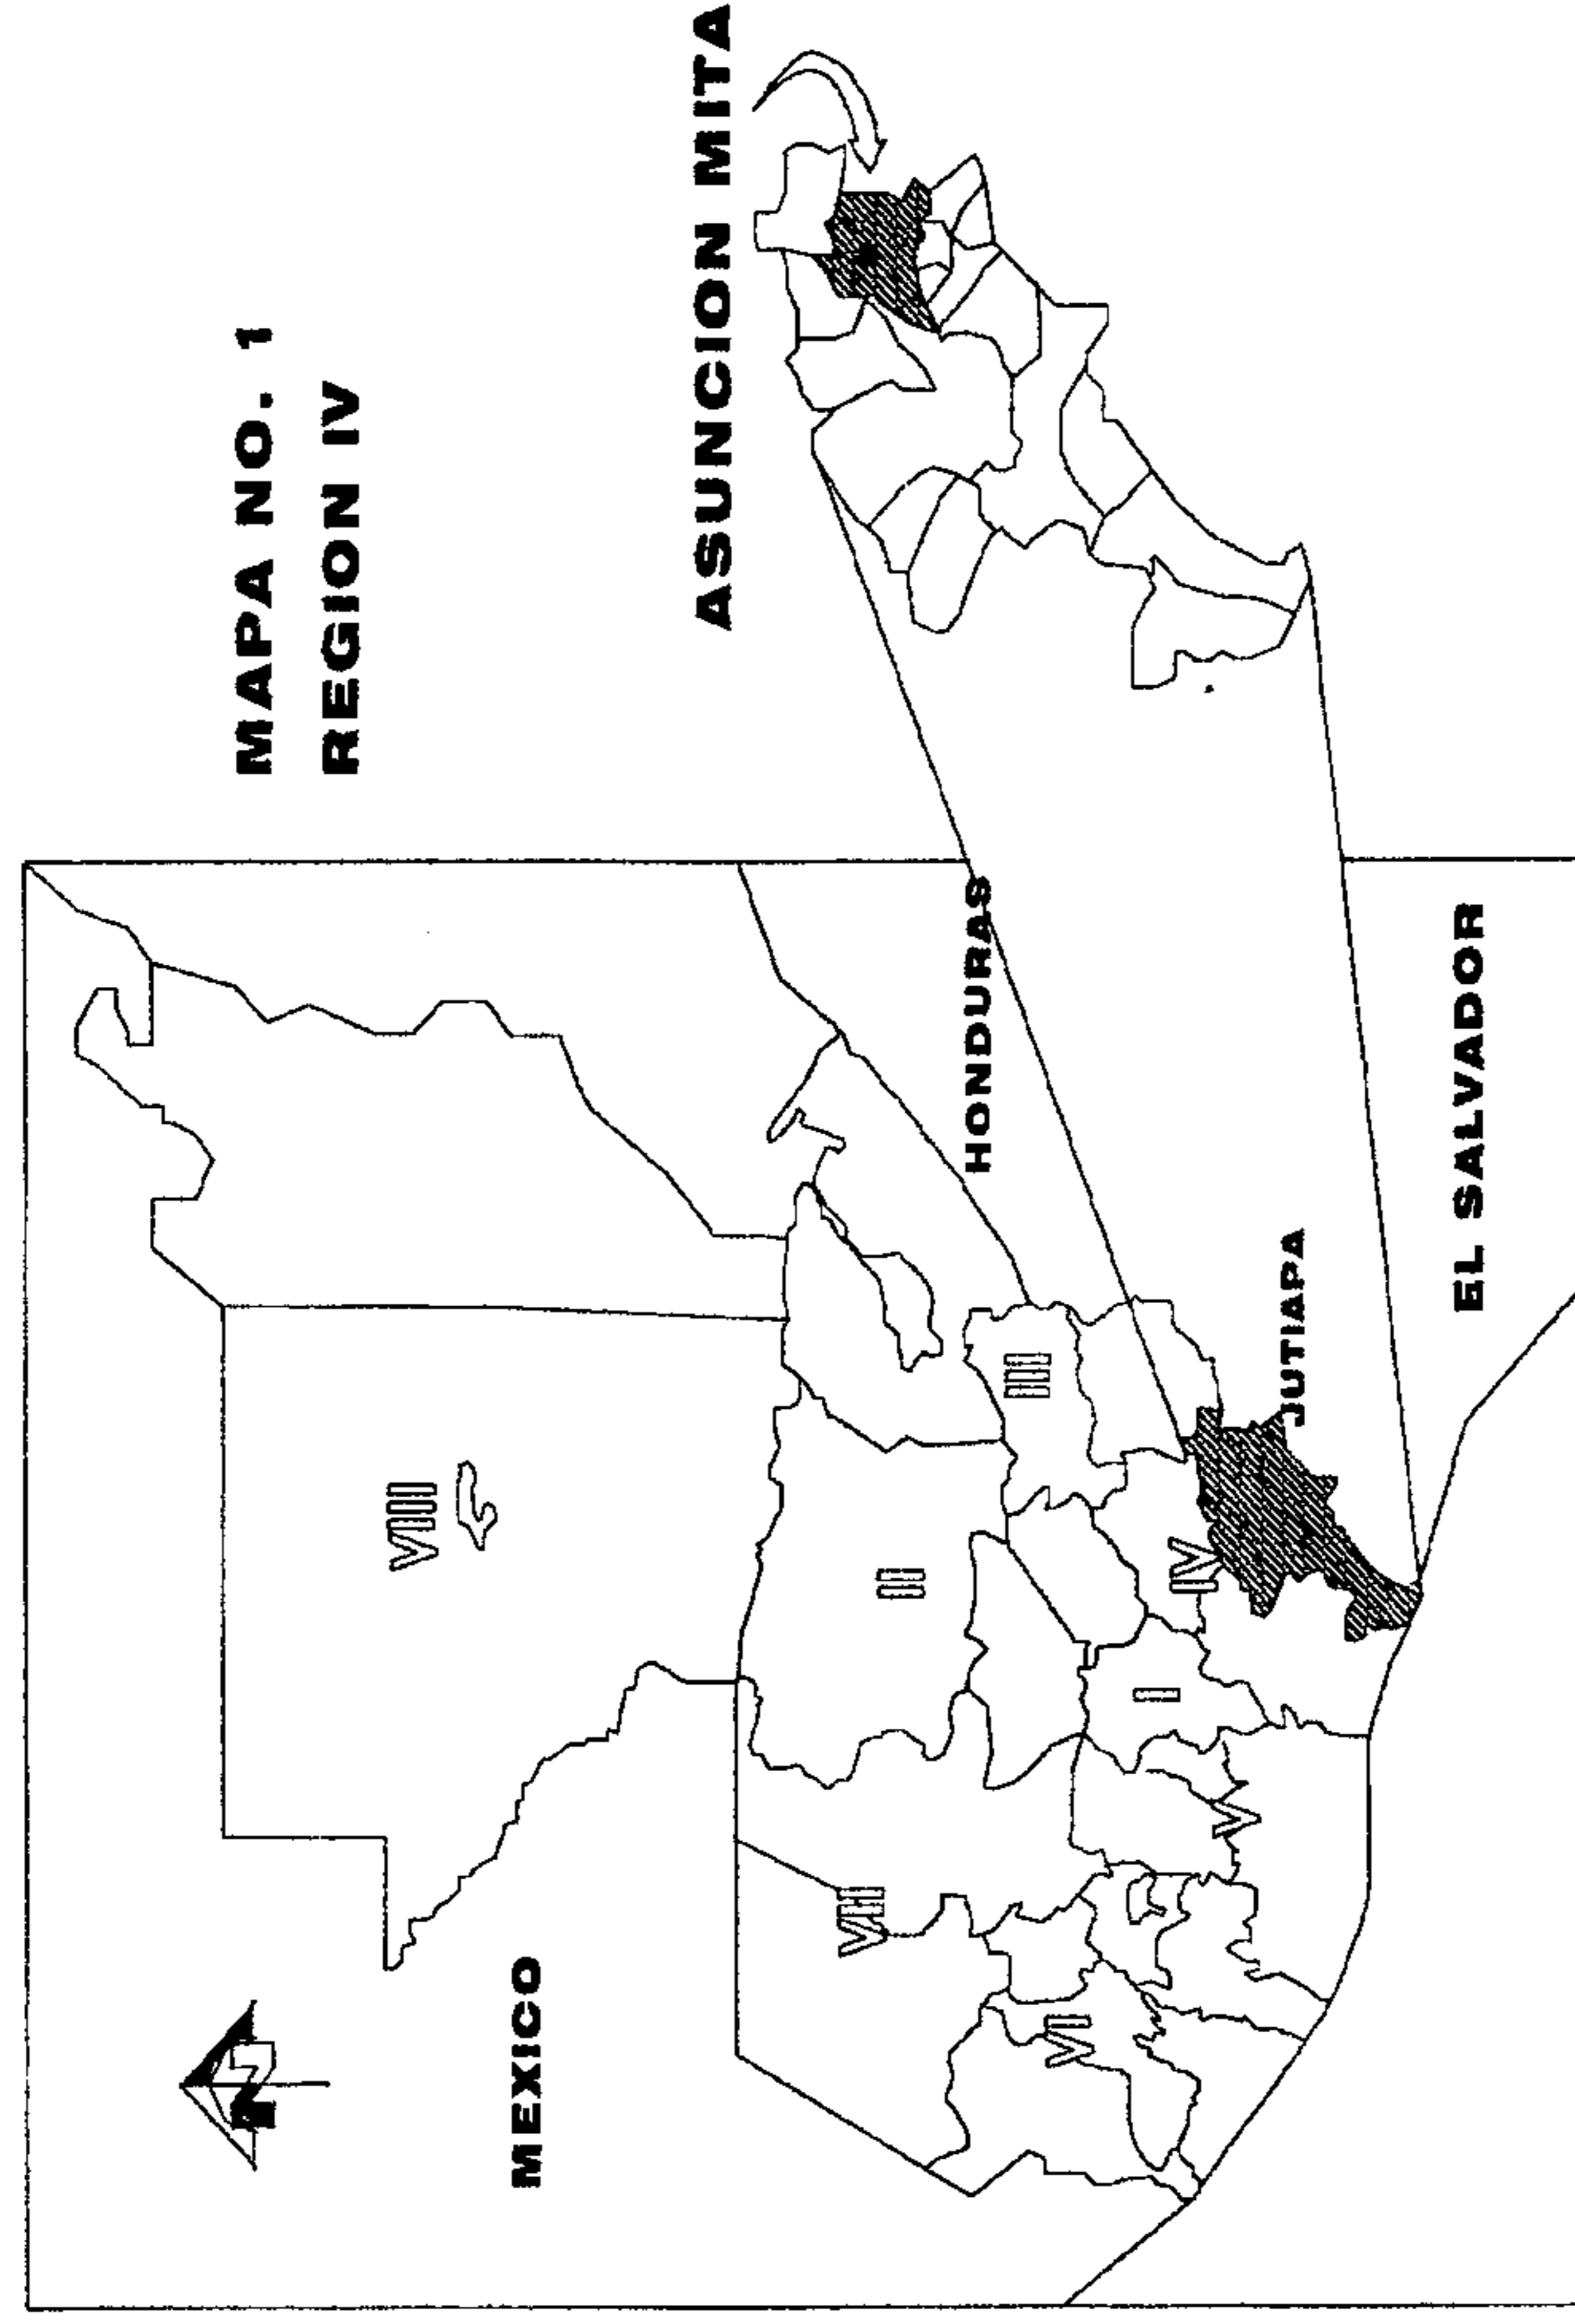 MAPA NO. 1
REGION IV
ASUNCION MITA
N
MEXICO
VIII
HONDURAS
II
III
VII
IV
I
VI
V
JUTIAPA
EL SALVADOR